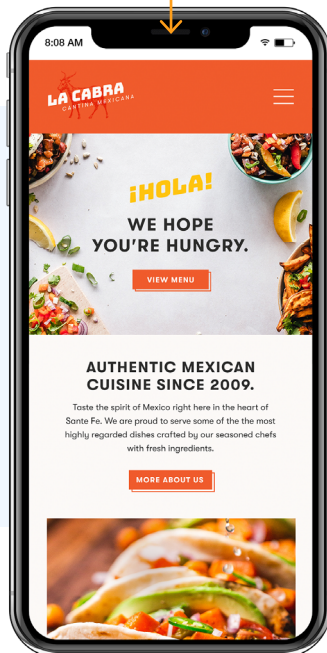 8:08 AM
LA CABRA
CANTINA MEXICANA
¡HOLA!
WE HOPE
YOU'RE HUNGRY.
VIEW MENU
AUTHENTIC MEXICAN
CUISINE SINCE 2009.
Taste the spirit of Mexico right here in the heart of
Sante Fe. We are proud to serve some of the the most
highly regarded dishes crafted by our seasoned chefs
with fresh ingredients.
MORE ABOUT US